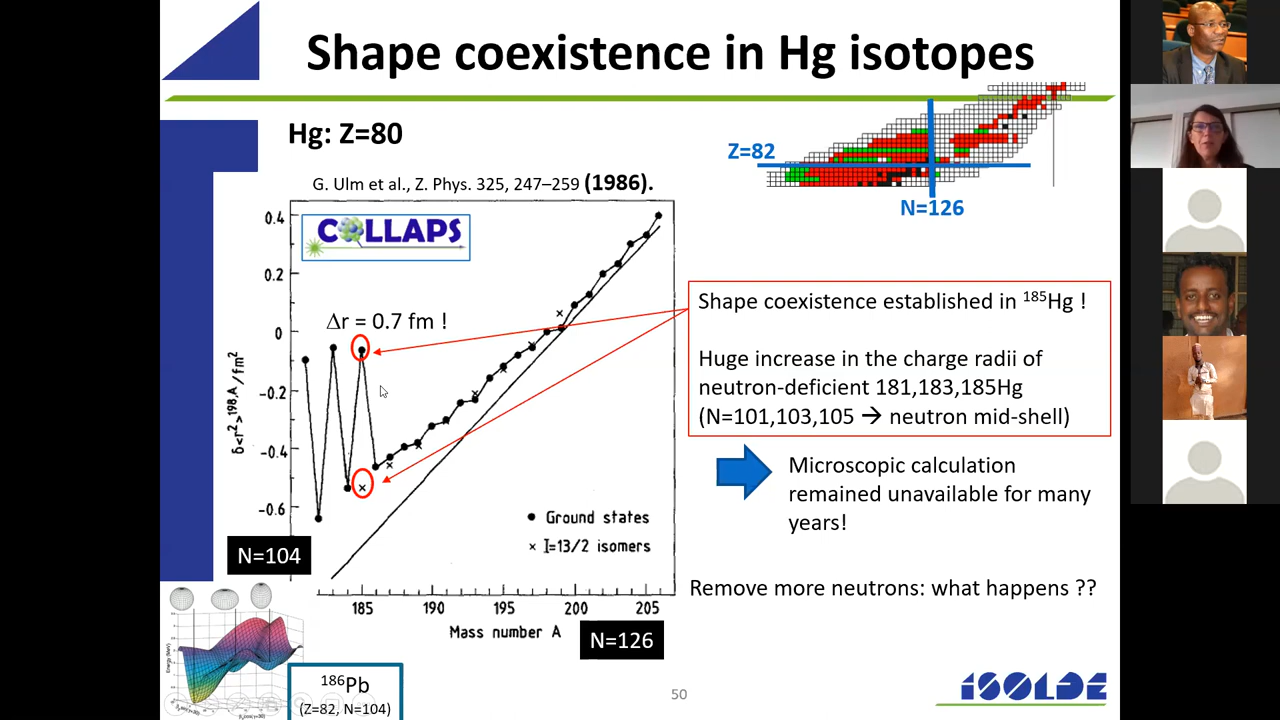 Shape coexistence in Hg isotopes
Hg: Z=80
Z=82
N=126
G. Ulm et al., Z. Phys. 325, 247–259 (1986).
COLLAPS
0.4
0.2
0
-0.2
-0.4
-0.6
δ<r²>¹⁹⁸,ᴬ/fm²
Δr = 0.7 fm !
Ground states
I=13/2 isomers
N=104
185 190 195 200 205
Mass number A
N=126
Shape coexistence established in ¹⁸⁵Hg !
Huge increase in the charge radii of
neutron-deficient 181,183,185Hg
(N=101,103,105 → neutron mid-shell)
Microscopic calculation
remained unavailable for many
years!
Remove more neutrons: what happens ??
¹⁸⁶Pb
(Z=82, N=104)
50
ISOLDE